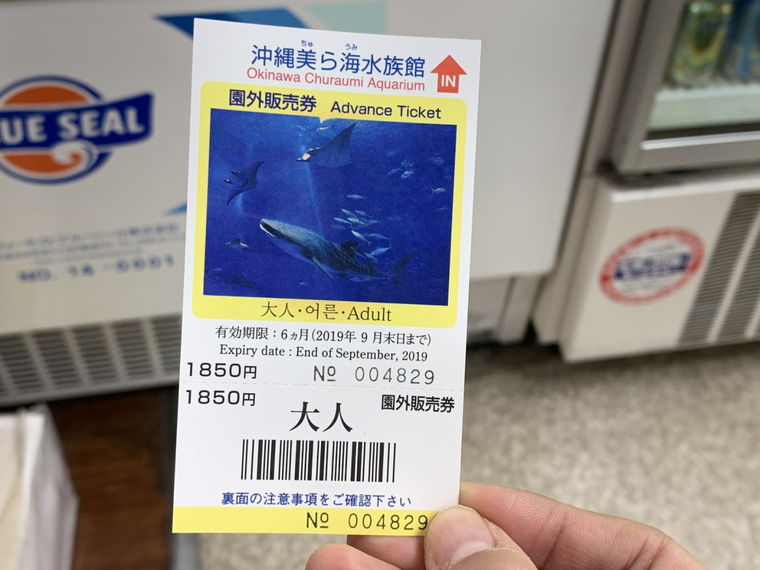 沖縄美ら海水族館
ちゅ うみ
Okinawa Churaumi Aquarium
IN
園外販売券 Advance Ticket
大人・어른・Adult
有効期限：6ヵ月(2019年 9月末日まで)
Expiry date : End of September, 2019
1850円 № 004829
1850円 大人 園外販売券
裏面の注意事項をご確認下さい
№ 004829
UE SEAL
NO. 1A-0001